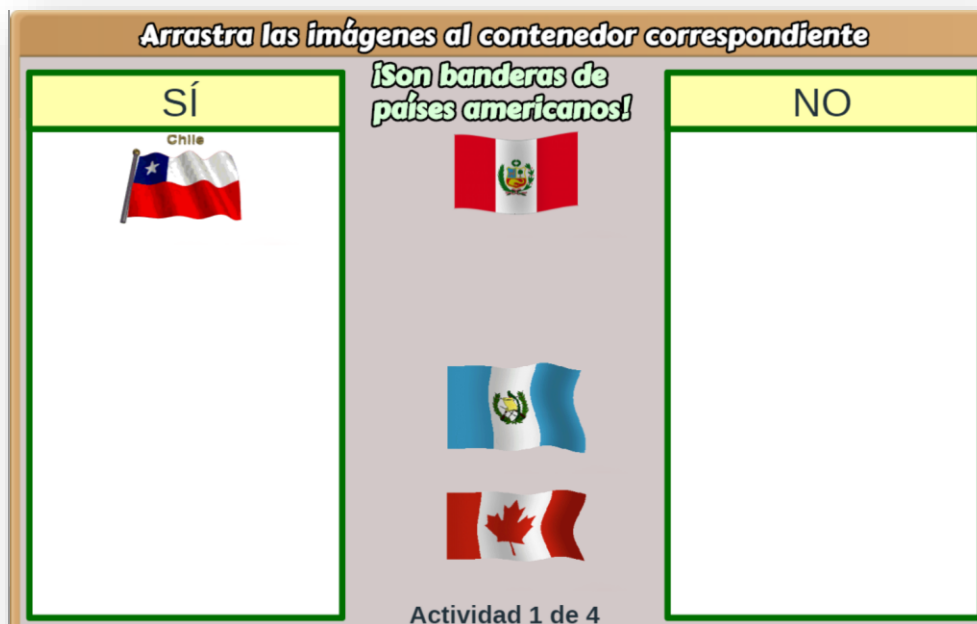 Arrastra las imágenes al contenedor correspondiente
SÍ
¡Son banderas de
países americanos!
NO
Chile
Actividad 1 de 4